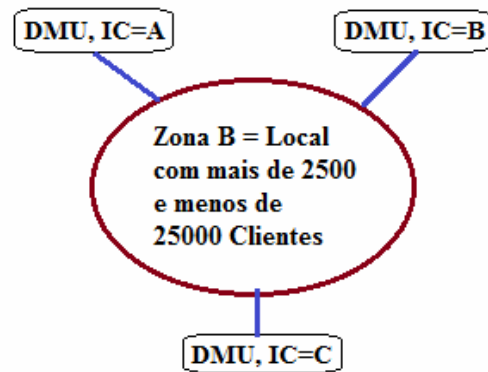 DMU, IC=A
DMU, IC=B
Zona B = Local
com mais de 2500
e menos de
25000 Clientes
DMU, IC=C